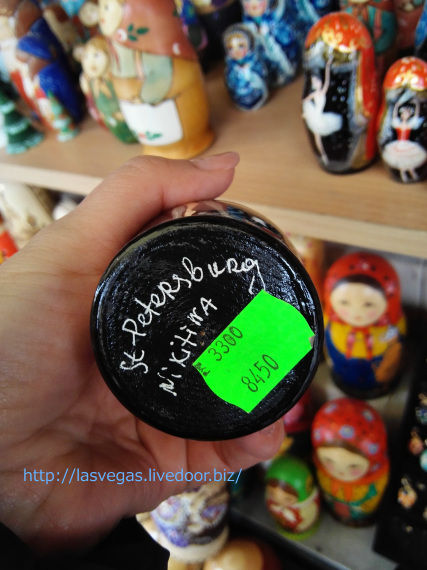 St Petersburg
Nikitina
3300
8450
http://lasvegas.livedoor.biz/